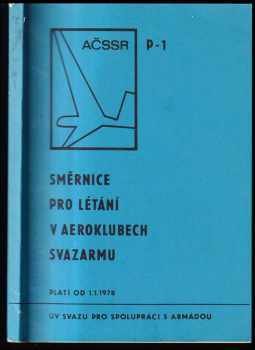 AČSSR
P-1
SMĚRNICE
PRO LÉTÁNÍ
V AEROKLUBECH
SVAZARMU
PLATÍ OD 1.1.1978
ÚV SVAZU PRO SPOLUPRÁCI S ARMÁDOU